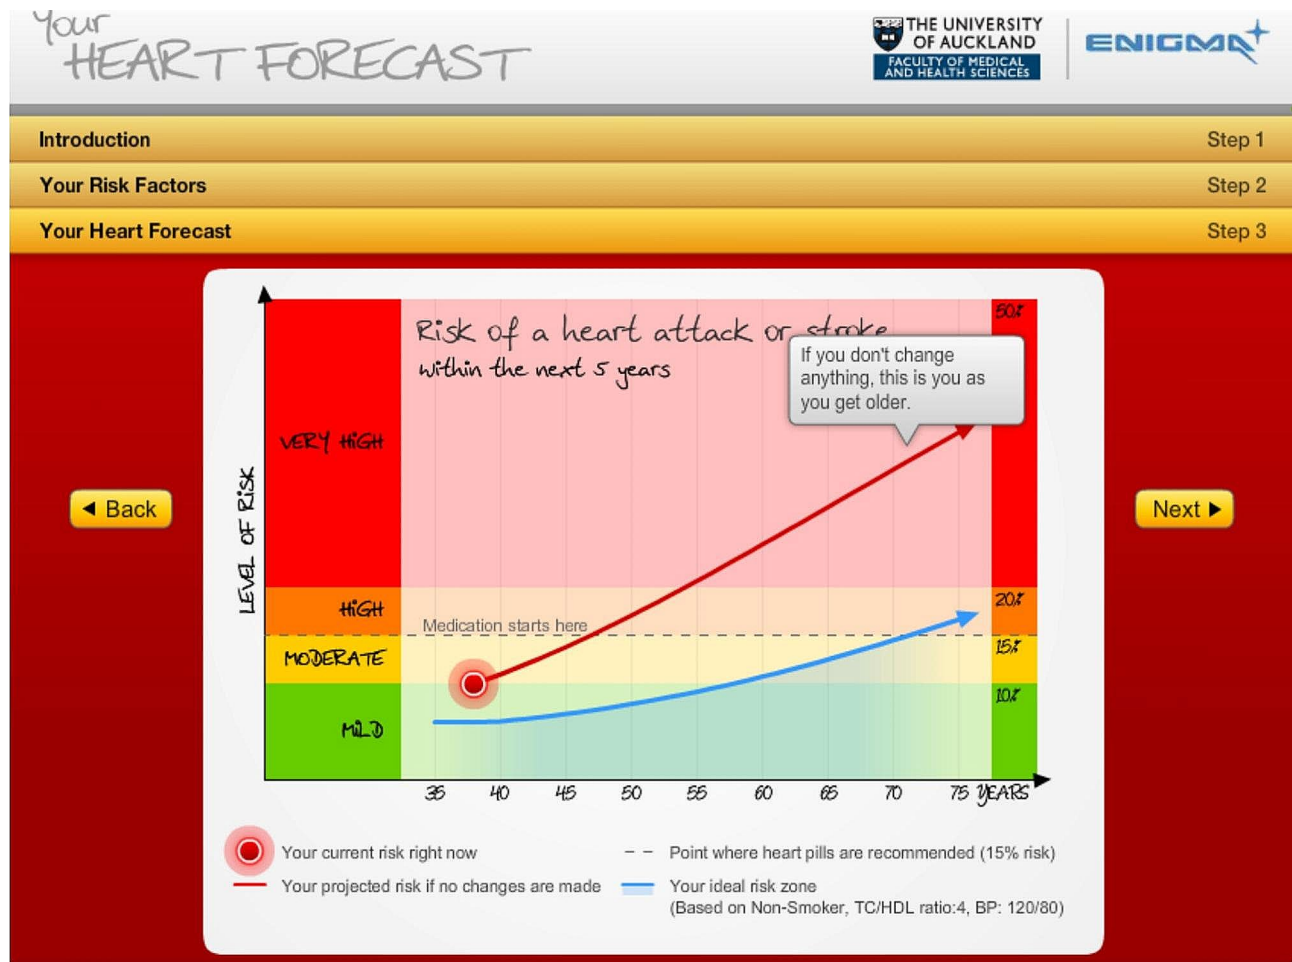 Your
HEART FORECAST
THE UNIVERSITY
OF AUCKLAND
FACULTY OF MEDICAL
AND HEALTH SCIENCES
ENIGMA
Introduction Step 1
Your Risk Factors Step 2
Your Heart Forecast Step 3
Risk of a heart attack or stroke
within the next 5 years
50%
If you don't change
anything, this is you as
you get older.
VERY HIGH
LEVEL OF RISK
Back
Next
HIGH
20%
Medication starts here
MODERATE
15%
10%
MILD
35 40 45 50 55 60 65 70 75 YEARS
Your current risk right now
Point where heart pills are recommended (15% risk)
Your projected risk if no changes are made
Your ideal risk zone
(Based on Non-Smoker, TC/HDL ratio:4, BP: 120/80)